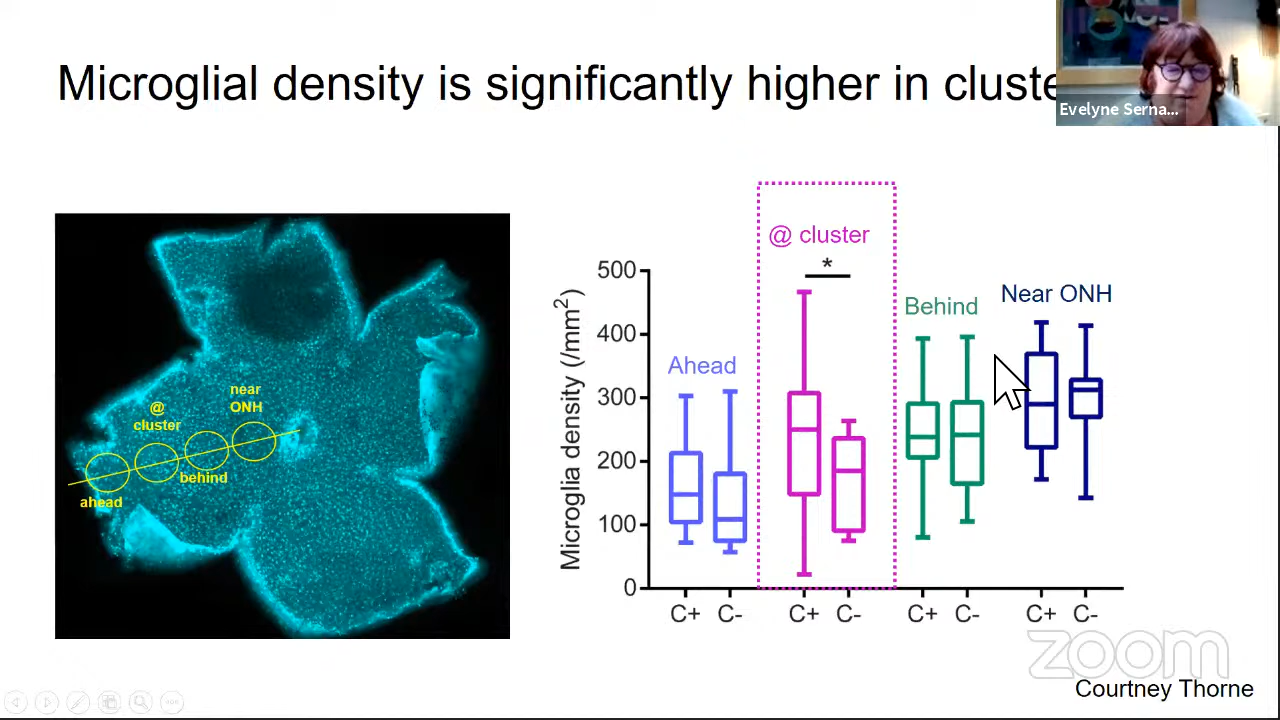 Microglial density is significantly higher in cluste
Evelyne Serna...
@ cluster
*
Near ONH
Behind
Ahead
Microglia density (/mm²)
500
400
300
200
100
0
C+ C- C+ C- C+ C- C+ C-
near
ONH
@
cluster
behind
ahead
zoom
Courtney Thorne